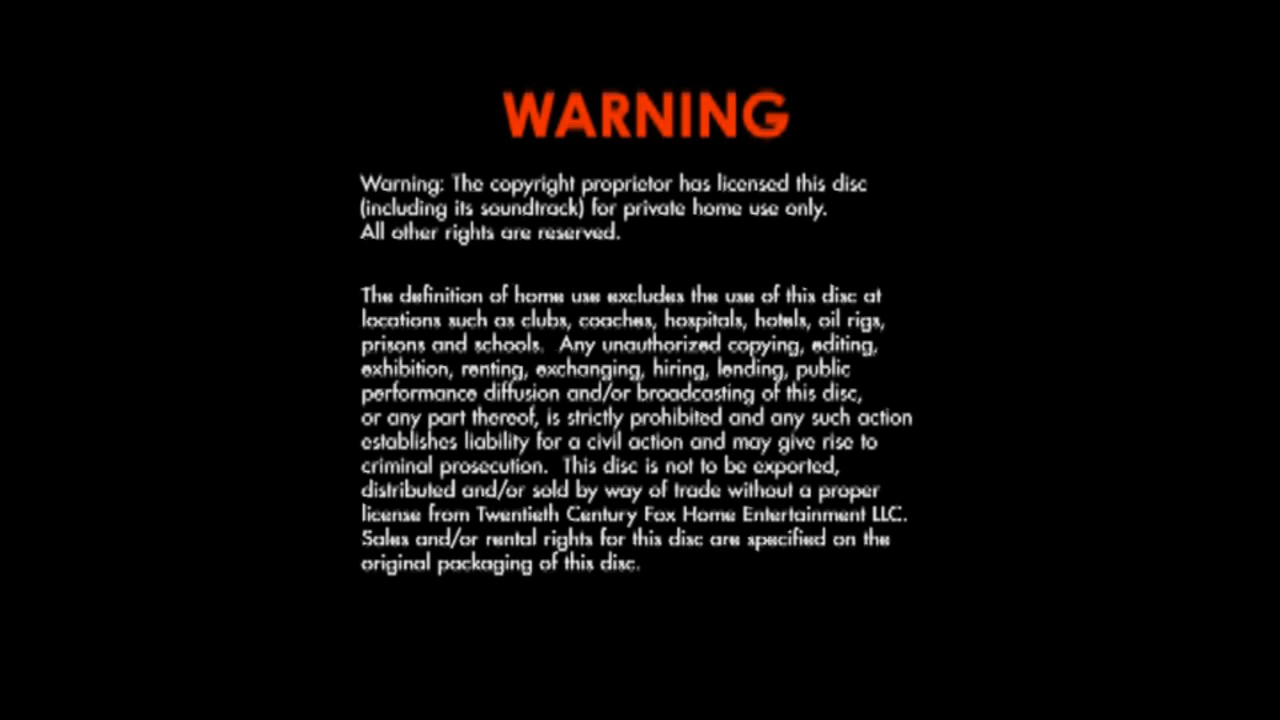 WARNING
Warning: The copyright proprietor has licensed this disc
(including its soundtrack) for private home use only.
All other rights are reserved.
The definition of home use excludes the use of this disc at
locations such as clubs, coaches, hospitals, hotels, oil rigs,
prisons and schools.  Any unauthorized copying, editing,
exhibition, renting, exchanging, hiring, lending, public
performance diffusion and/or broadcasting of this disc,
or any part thereof, is strictly prohibited and any such action
establishes liability for a civil action and may give rise to
criminal prosecution.  This disc is not to be exported,
distributed and/or sold by way of trade without a proper
license from Twentieth Century Fox Home Entertainment LLC.
Sales and/or rental rights for this disc are specified on the
original packaging of this disc.